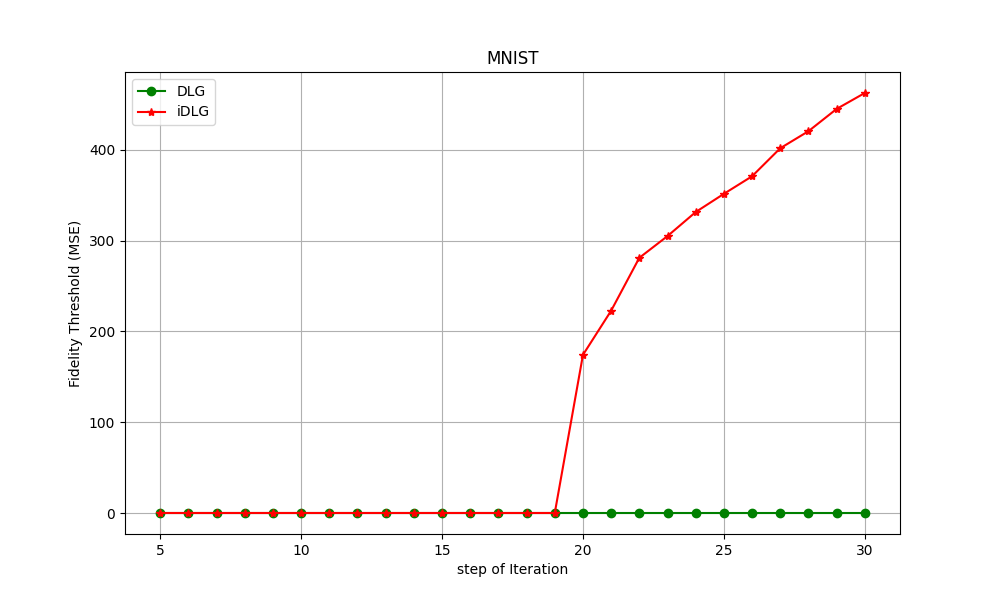 MNIST
DLG
iDLG
Fidelity Threshold (MSE)
400
300
200
100
0
5 10 15 20 25 30
step of Iteration